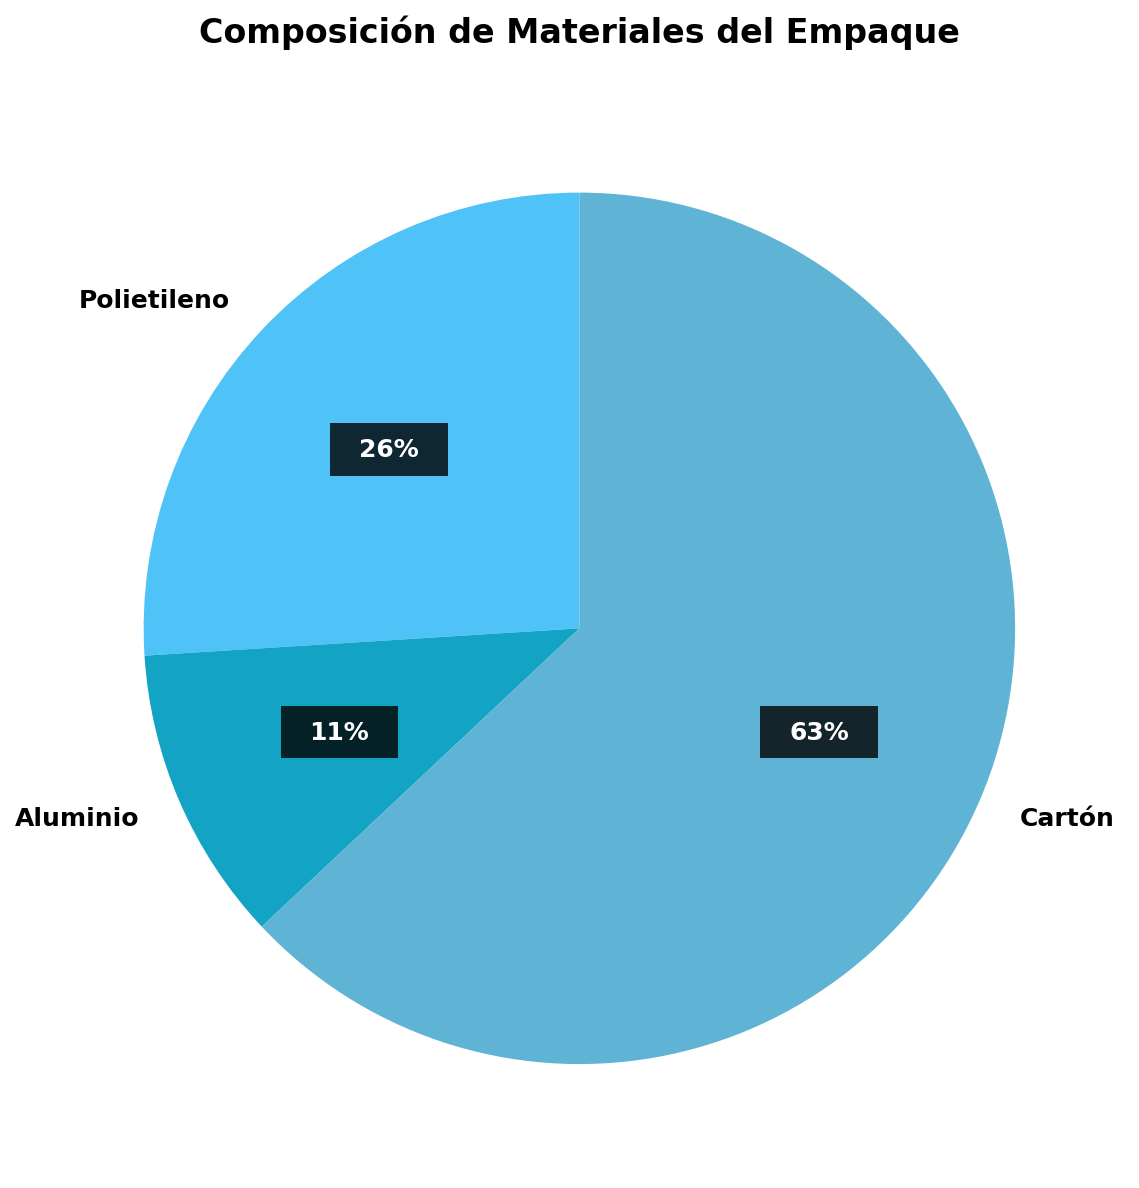 Composición de Materiales del Empaque
Polietileno
26%
11%
63%
Aluminio
Cartón